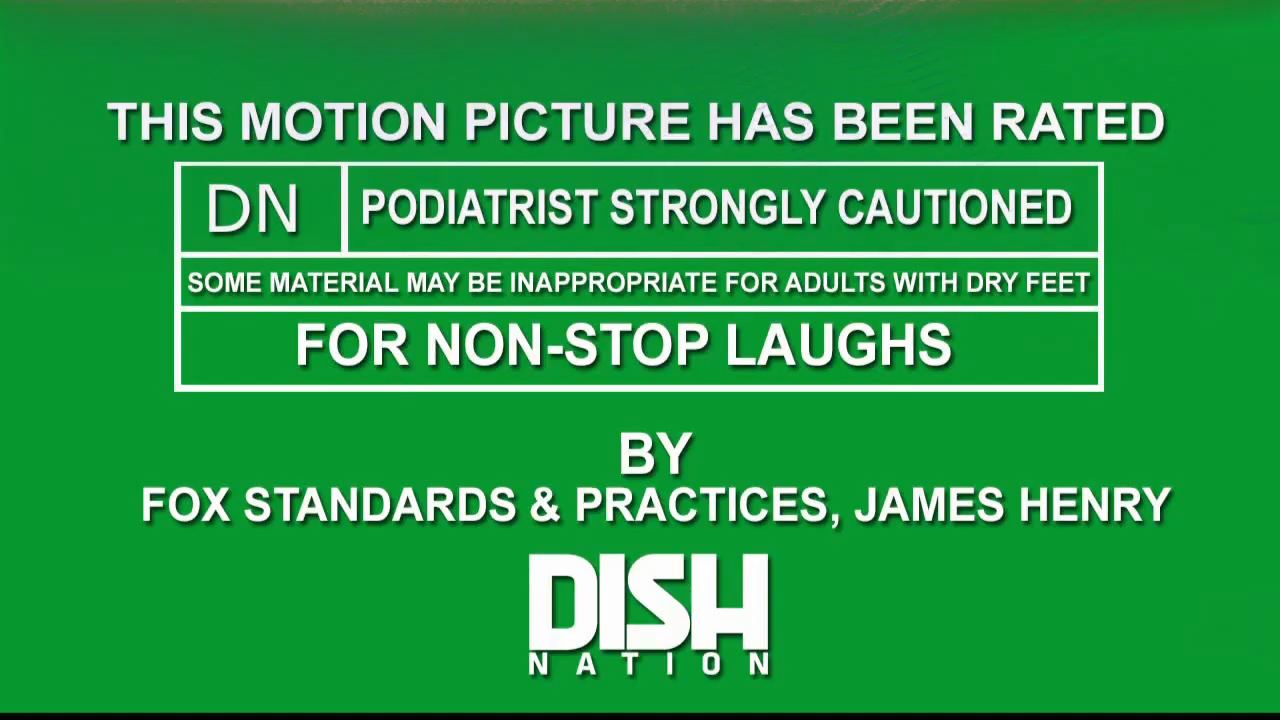 THIS MOTION PICTURE HAS BEEN RATED
DN PODIATRIST STRONGLY CAUTIONED
SOME MATERIAL MAY BE INAPPROPRIATE FOR ADULTS WITH DRY FEET
FOR NON-STOP LAUGHS
BY
FOX STANDARDS & PRACTICES, JAMES HENRY
DISH
NATION